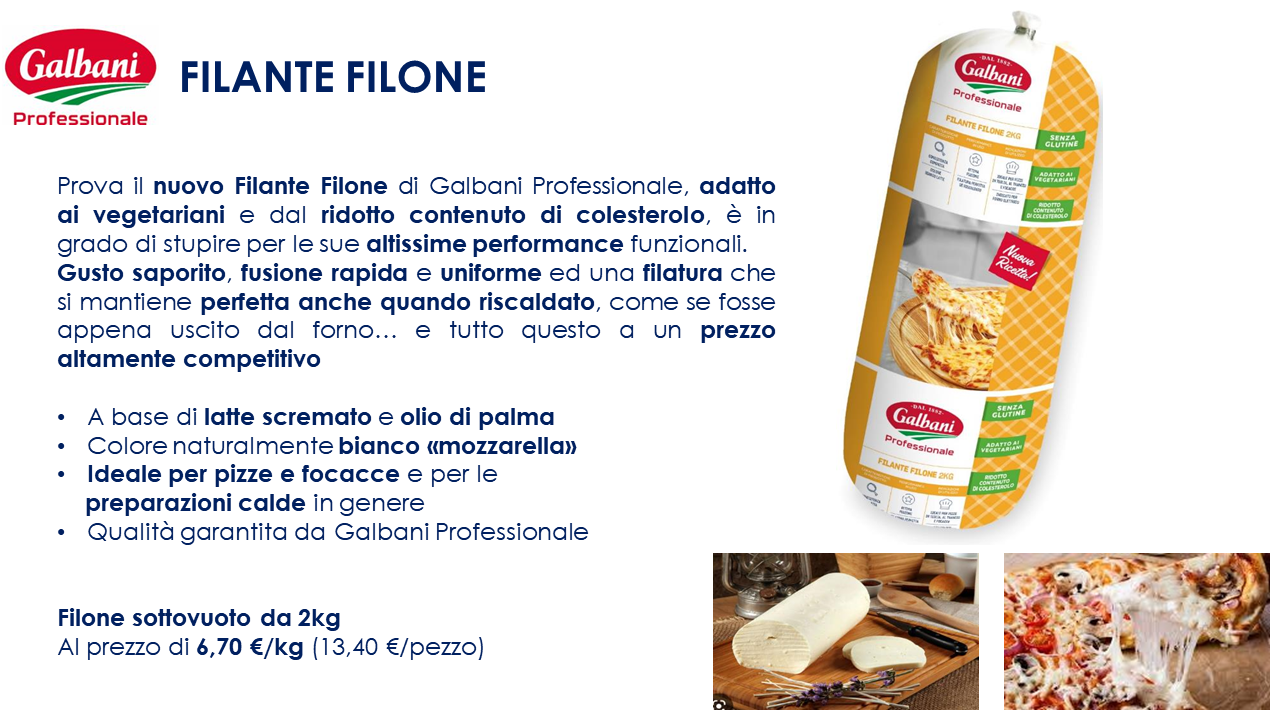 Galbani
Professionale
FILANTE FILONE
Prova il nuovo Filante Filone di Galbani Professionale, adatto
ai vegetariani e dal ridotto contenuto di colesterolo, è in
grado di stupire per le sue altissime performance funzionali.
Gusto saporito, fusione rapida e uniforme ed una filatura che
si mantiene perfetta anche quando riscaldato, come se fosse
appena uscito dal forno… e tutto questo a un prezzo
altamente competitivo
• A base di latte scremato e olio di palma
• Colore naturalmente bianco «mozzarella»
• Ideale per pizze e focacce e per le
preparazioni calde in genere
• Qualità garantita da Galbani Professionale
Filone sottovuoto da 2kg
Al prezzo di 6,70 €/kg (13,40 €/pezzo)
DAL 1882
Galbani
Professionale
FILANTE FILONE 2KG
SENZA
GLUTINE
ADATTO AI
VEGETARIANI
RIDOTTO
CONTENUTO
DI COLESTEROLO
Nuova
Ricetta!
DAL 1882
Galbani
Professionale
FILANTE FILONE 2KG
SENZA
GLUTINE
ADATTO AI
VEGETARIANI
RIDOTTO
CONTENUTO
DI COLESTEROLO